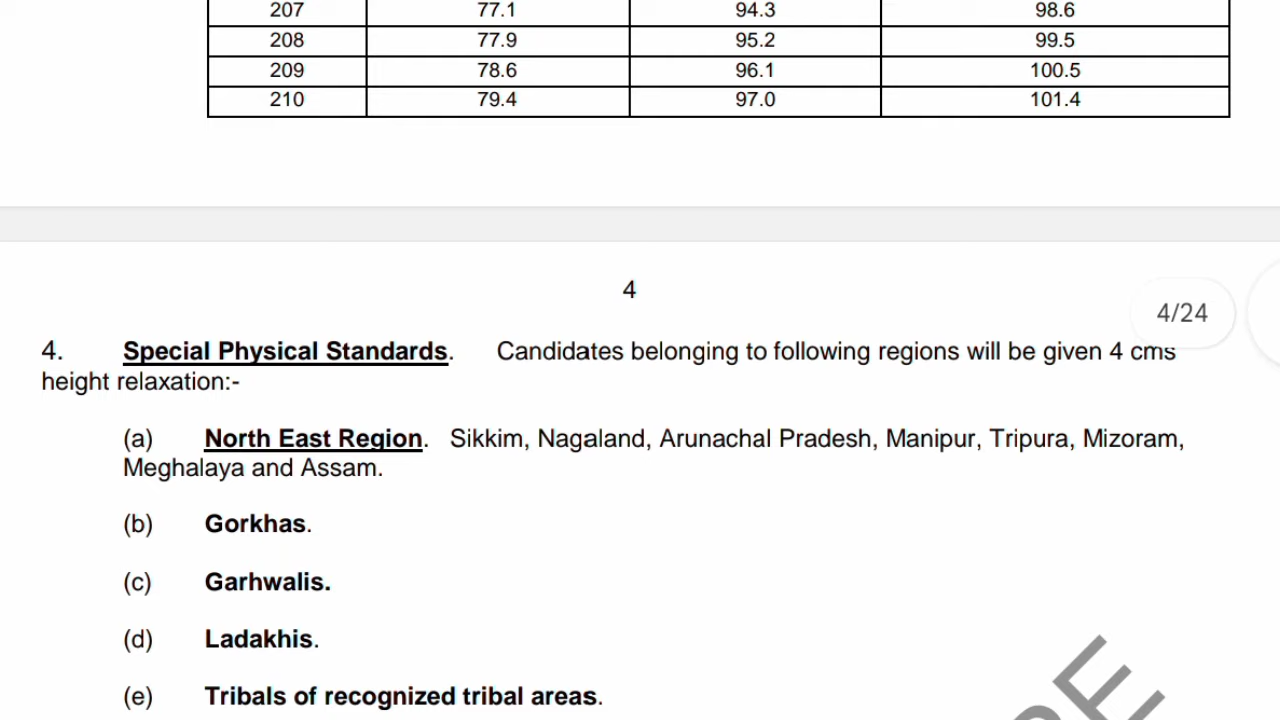 207 77.1 94.3 98.6
208 77.9 95.2 99.5
209 78.6 96.1 100.5
210 79.4 97.0 101.4
4
4/24
4. Special Physical Standards. Candidates belonging to following regions will be given 4 cms
height relaxation:-
(a) North East Region. Sikkim, Nagaland, Arunachal Pradesh, Manipur, Tripura, Mizoram,
Meghalaya and Assam.
(b) Gorkhas.
(c) Garhwalis.
(d) Ladakhis.
(e) Tribals of recognized tribal areas.